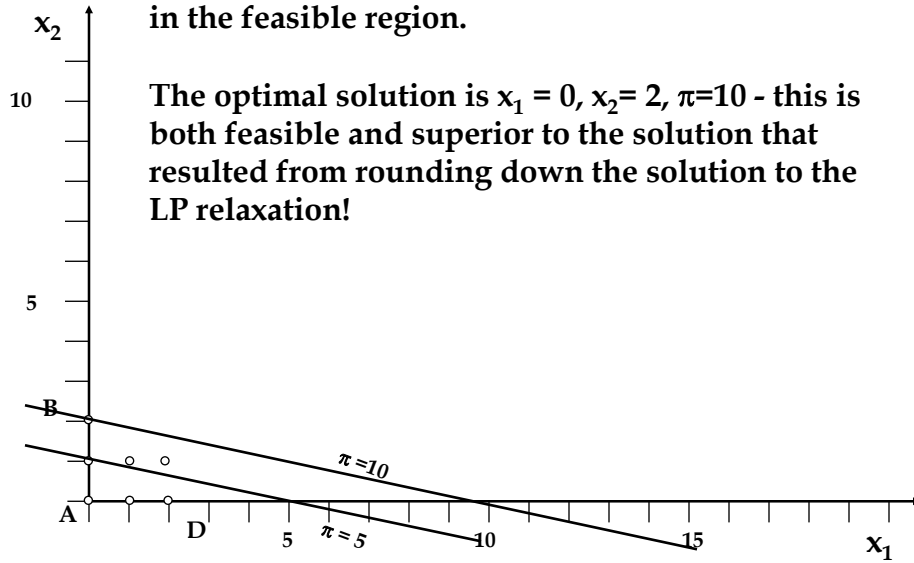 in the feasible region.
The optimal solution is x₁ = 0, x₂= 2, π=10 - this is
both feasible and superior to the solution that
resulted from rounding down the solution to the
LP relaxation!
x₂
10
5
B
π =10
A
D
5
π = 5
10
15
x₁